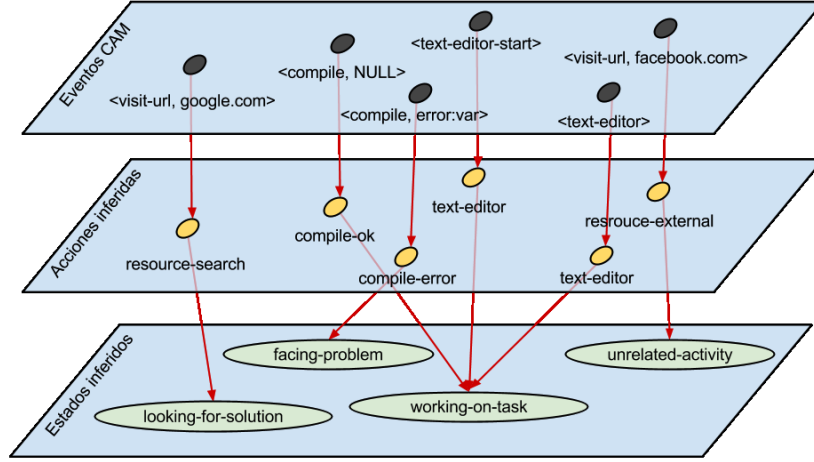 Eventos CAM
<text-editor-start>
<compile, NULL>
<visit-url, facebook.com>
<visit-url, google.com>
<compile, error:var>
<text-editor>
Acciones inferidas
text-editor
resrouce-external
compile-ok
resource-search
compile-error
text-editor
Estados inferidos
facing-problem
unrelated-activity
looking-for-solution
working-on-task